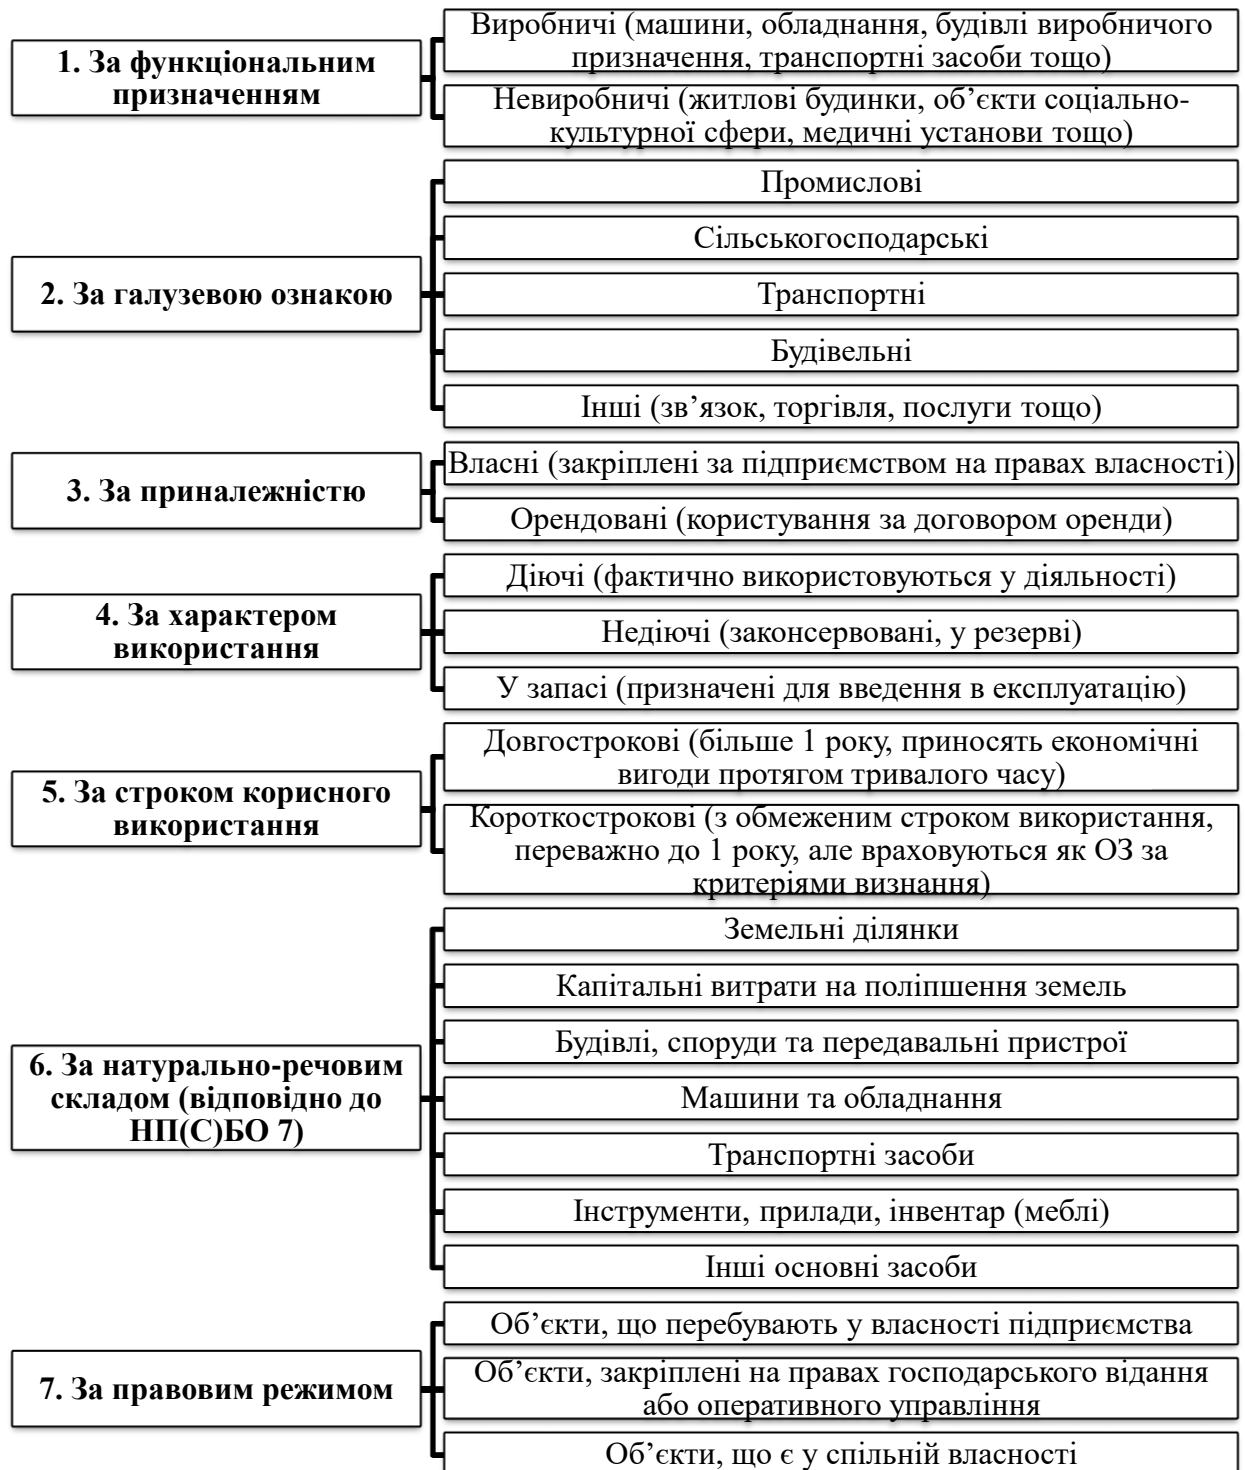 1. За функціональним
призначенням
Виробничі (машини, обладнання, будівлі виробничого
призначення, транспортні засоби тощо)
Невиробничі (житлові будинки, об’єкти соціально-
культурної сфери, медичні установи тощо)
2. За галузевою ознакою
Промислові
Сільськогосподарські
Транспортні
Будівельні
Інші (зв’язок, торгівля, послуги тощо)
3. За приналежністю
Власні (закріплені за підприємством на правах власності)
Орендовані (користування за договором оренди)
4. За характером
використання
Діючі (фактично використовуються у діяльності)
Недіючі (законсервовані, у резерві)
У запасі (призначені для введення в експлуатацію)
5. За строком корисного
використання
Довгострокові (більше 1 року, приносять економічні
вигоди протягом тривалого часу)
Короткострокові (з обмеженим строком використання,
переважно до 1 року, але враховуються як ОЗ за
критеріями визнання)
6. За натурально-речовим
складом (відповідно до
НП(С)БО 7)
Земельні ділянки
Капітальні витрати на поліпшення земель
Будівлі, споруди та передавальні пристрої
Машини та обладнання
Транспортні засоби
Інструменти, прилади, інвентар (меблі)
Інші основні засоби
7. За правовим режимом
Об’єкти, що перебувають у власності підприємства
Об’єкти, закріплені на правах господарського відання
або оперативного управління
Об’єкти, що є у спільній власності